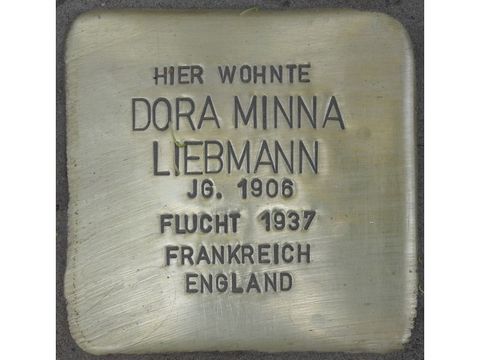 HIER WOHNTE
DORA MINNA
LIEBMANN
JG. 1906
FLUCHT 1937
FRANKREICH
ENGLAND